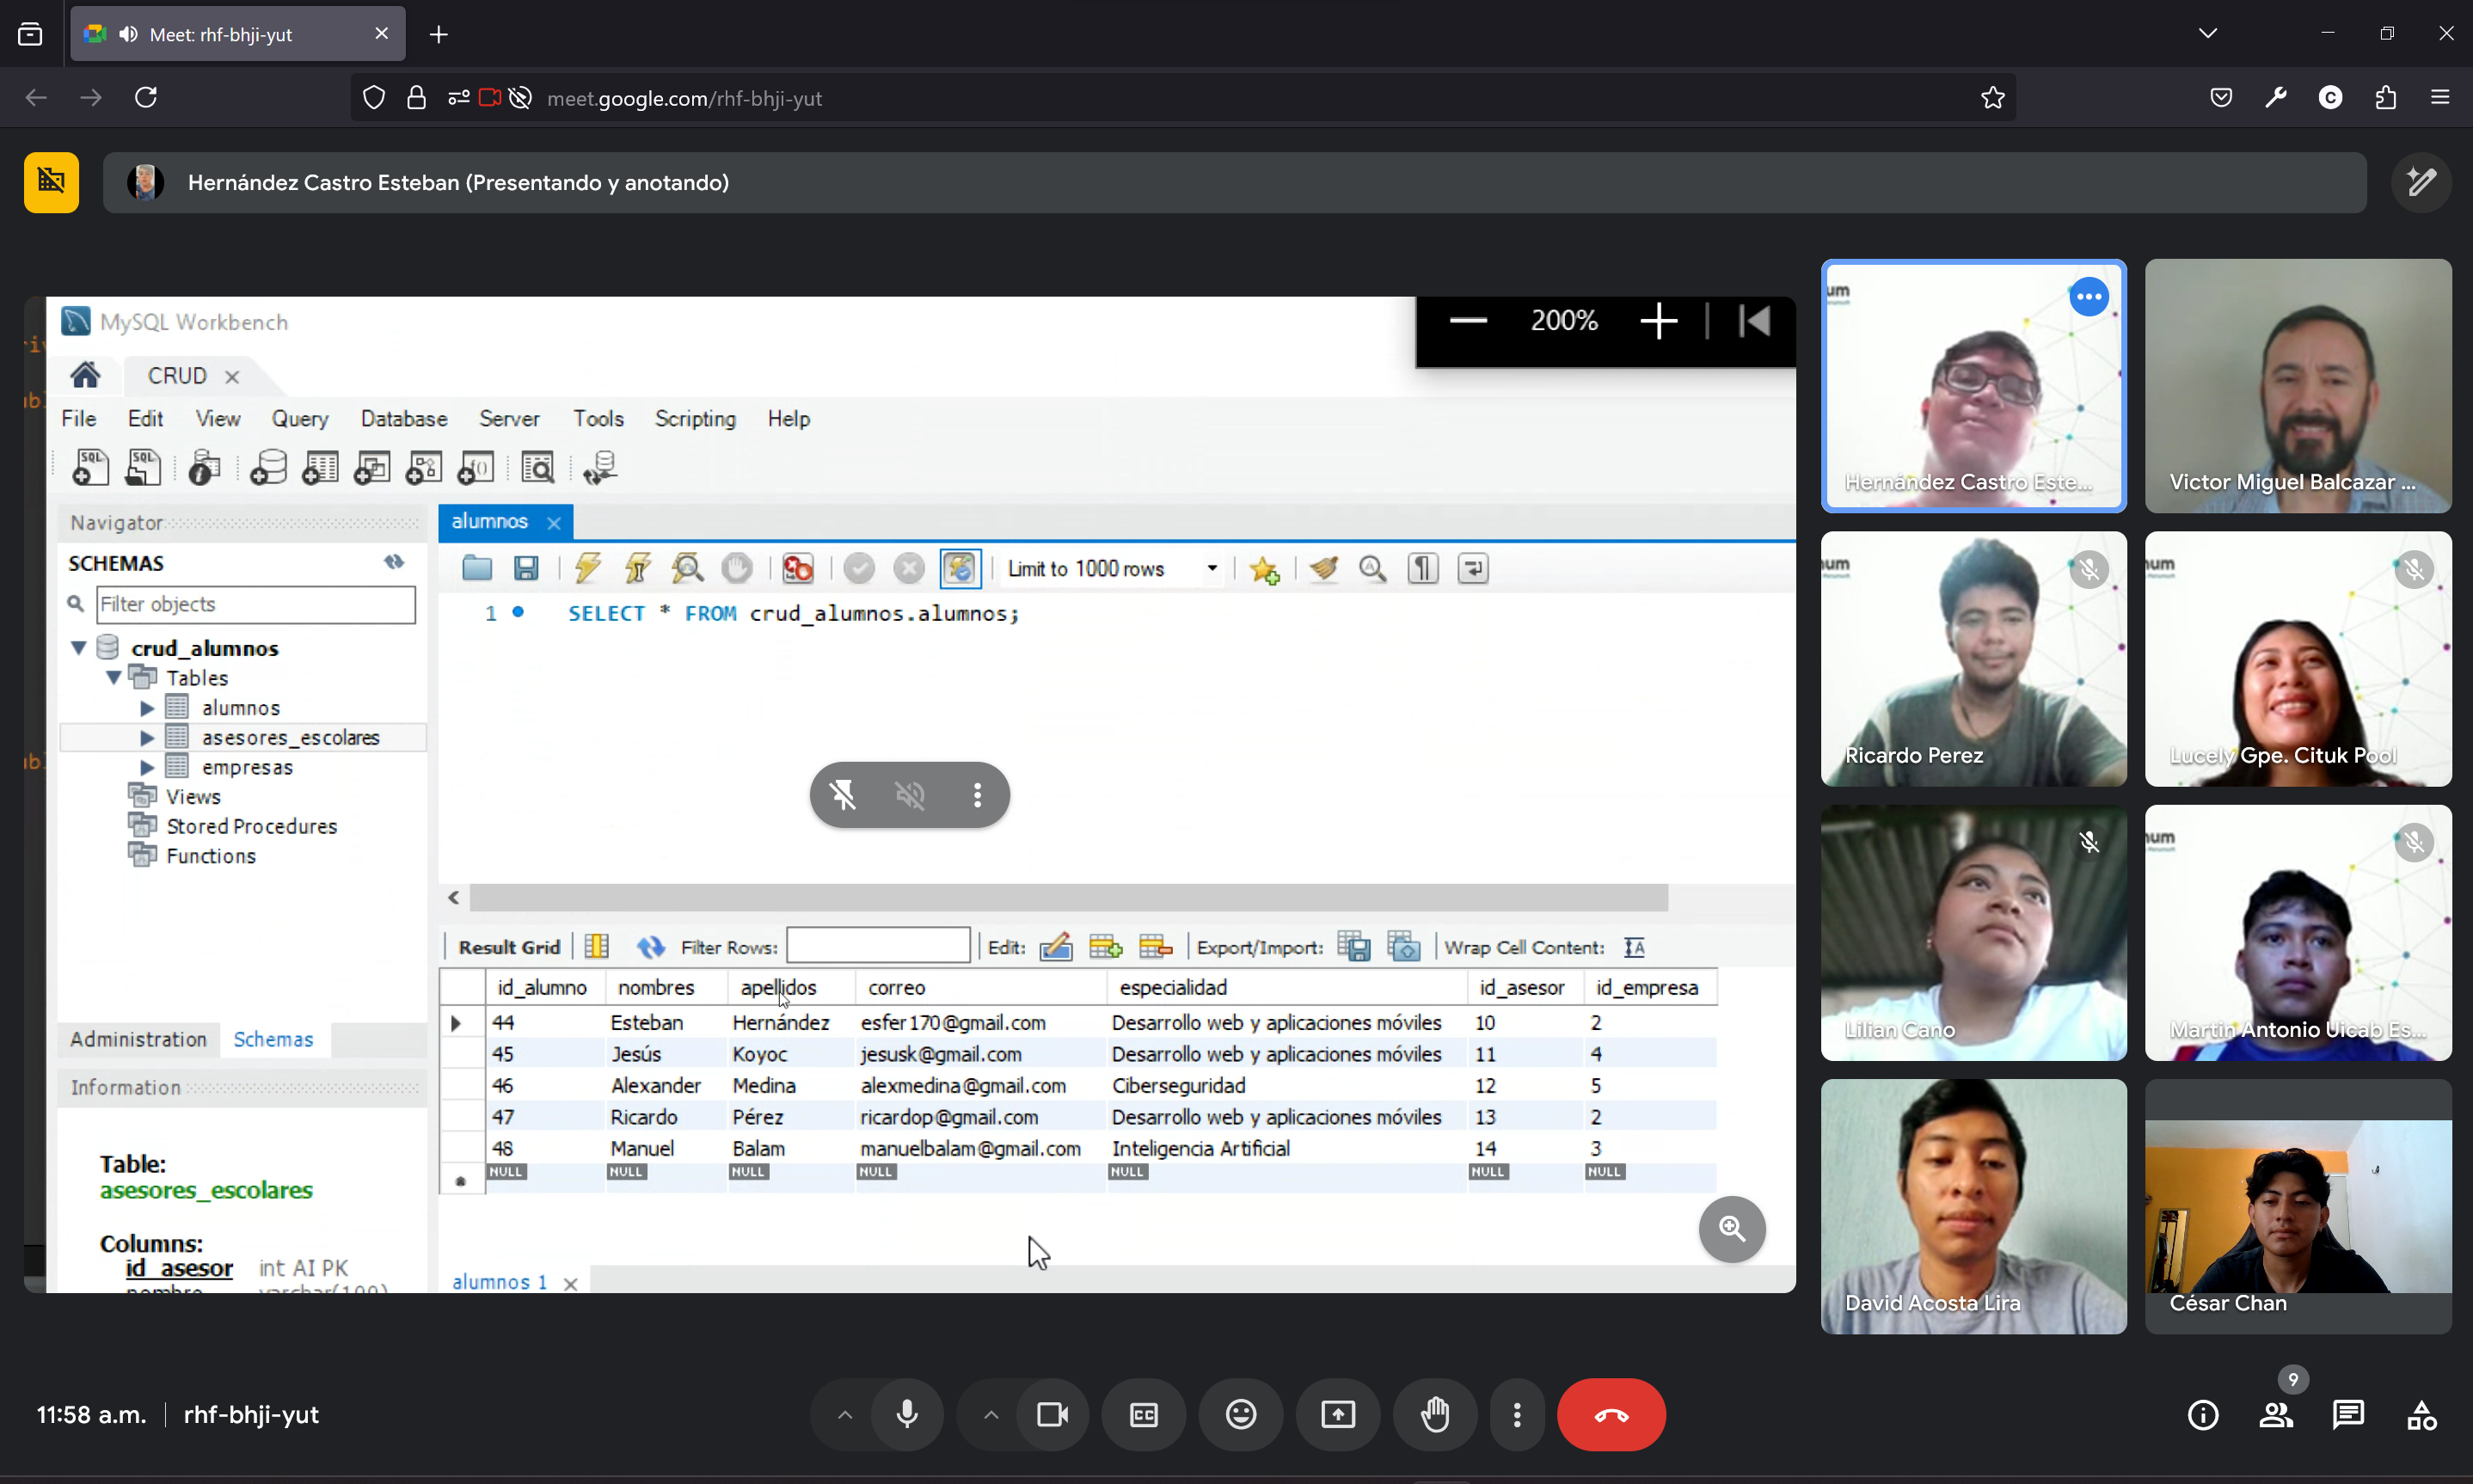 Meet: rhf-bhji-yut
meet.google.com/rhf-bhji-yut
Hernández Castro Esteban (Presentando y anotando)
MySQL Workbench
200%
CRUD
File Edit View Query Database Server Tools Scripting Help
Navigator
SCHEMAS
Filter objects
crud_alumnos
Tables
alumnos
asesores_escolares
empresas
Views
Stored Procedures
Functions
Administration Schemas
Information
Table:
asesores_escolares
Columns:
id_asesor int AI PK
nombre varchar(100)
alumnos
Limit to 1000 rows
1 SELECT * FROM crud_alumnos.alumnos;
Result Grid Filter Rows: Edit: Export/Import: Wrap Cell Content:
id_alumno nombres apellidos correo especialidad id_asesor id_empresa
44 Esteban Hernández esfer170@gmail.com Desarrollo web y aplicaciones móviles 10 2
45 Jesús Koyoc jesusk@gmail.com Desarrollo web y aplicaciones móviles 11 4
46 Alexander Medina alexmedina@gmail.com Ciberseguridad 12 5
47 Ricardo Pérez ricardop@gmail.com Desarrollo web y aplicaciones móviles 13 2
48 Manuel Balam manuelbalam@gmail.com Inteligencia Artificial 14 3
NULL NULL NULL NULL NULL NULL NULL
alumnos 1
Hernández Castro Este...
Victor Miguel Balcazar ...
Ricardo Perez
Lucely Gpe. Cituk Pool
Lilian Cano
Martin Antonio Uicab Es...
David Acosta Lira
César Chan
11:58 a.m. | rhf-bhji-yut
9